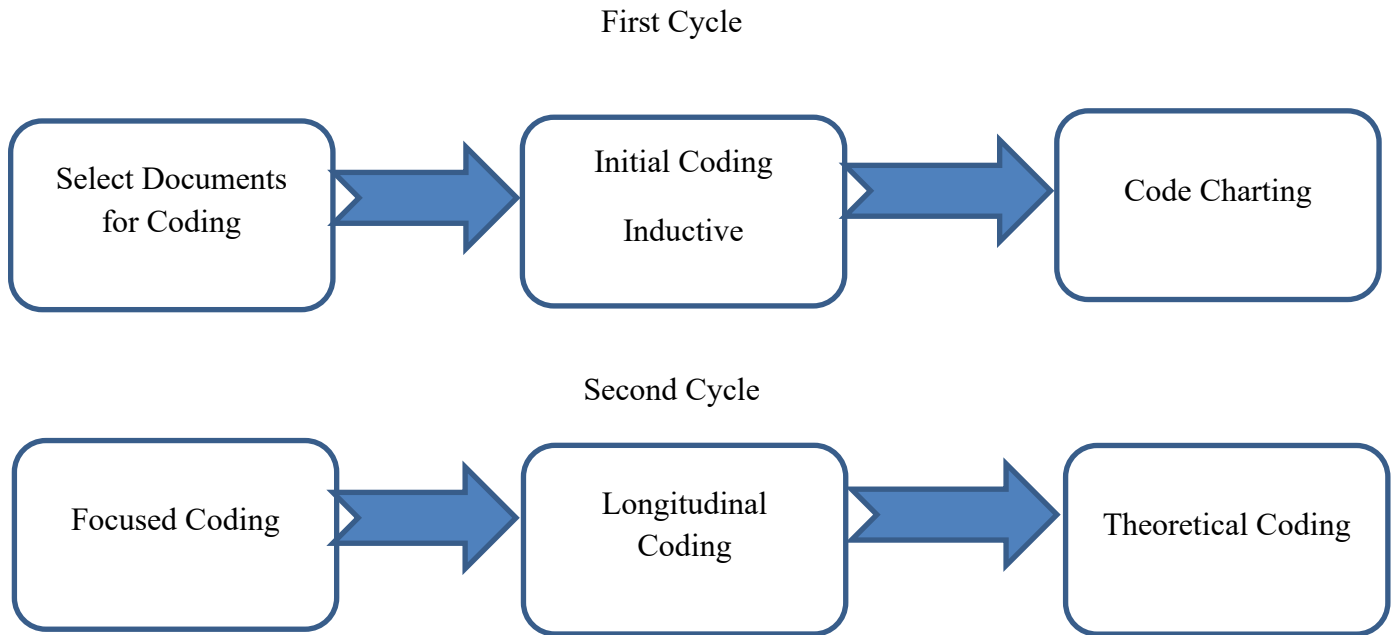 First Cycle
Select Documents
for Coding
Initial Coding
Inductive
Code Charting
Second Cycle
Focused Coding
Longitudinal
Coding
Theoretical Coding